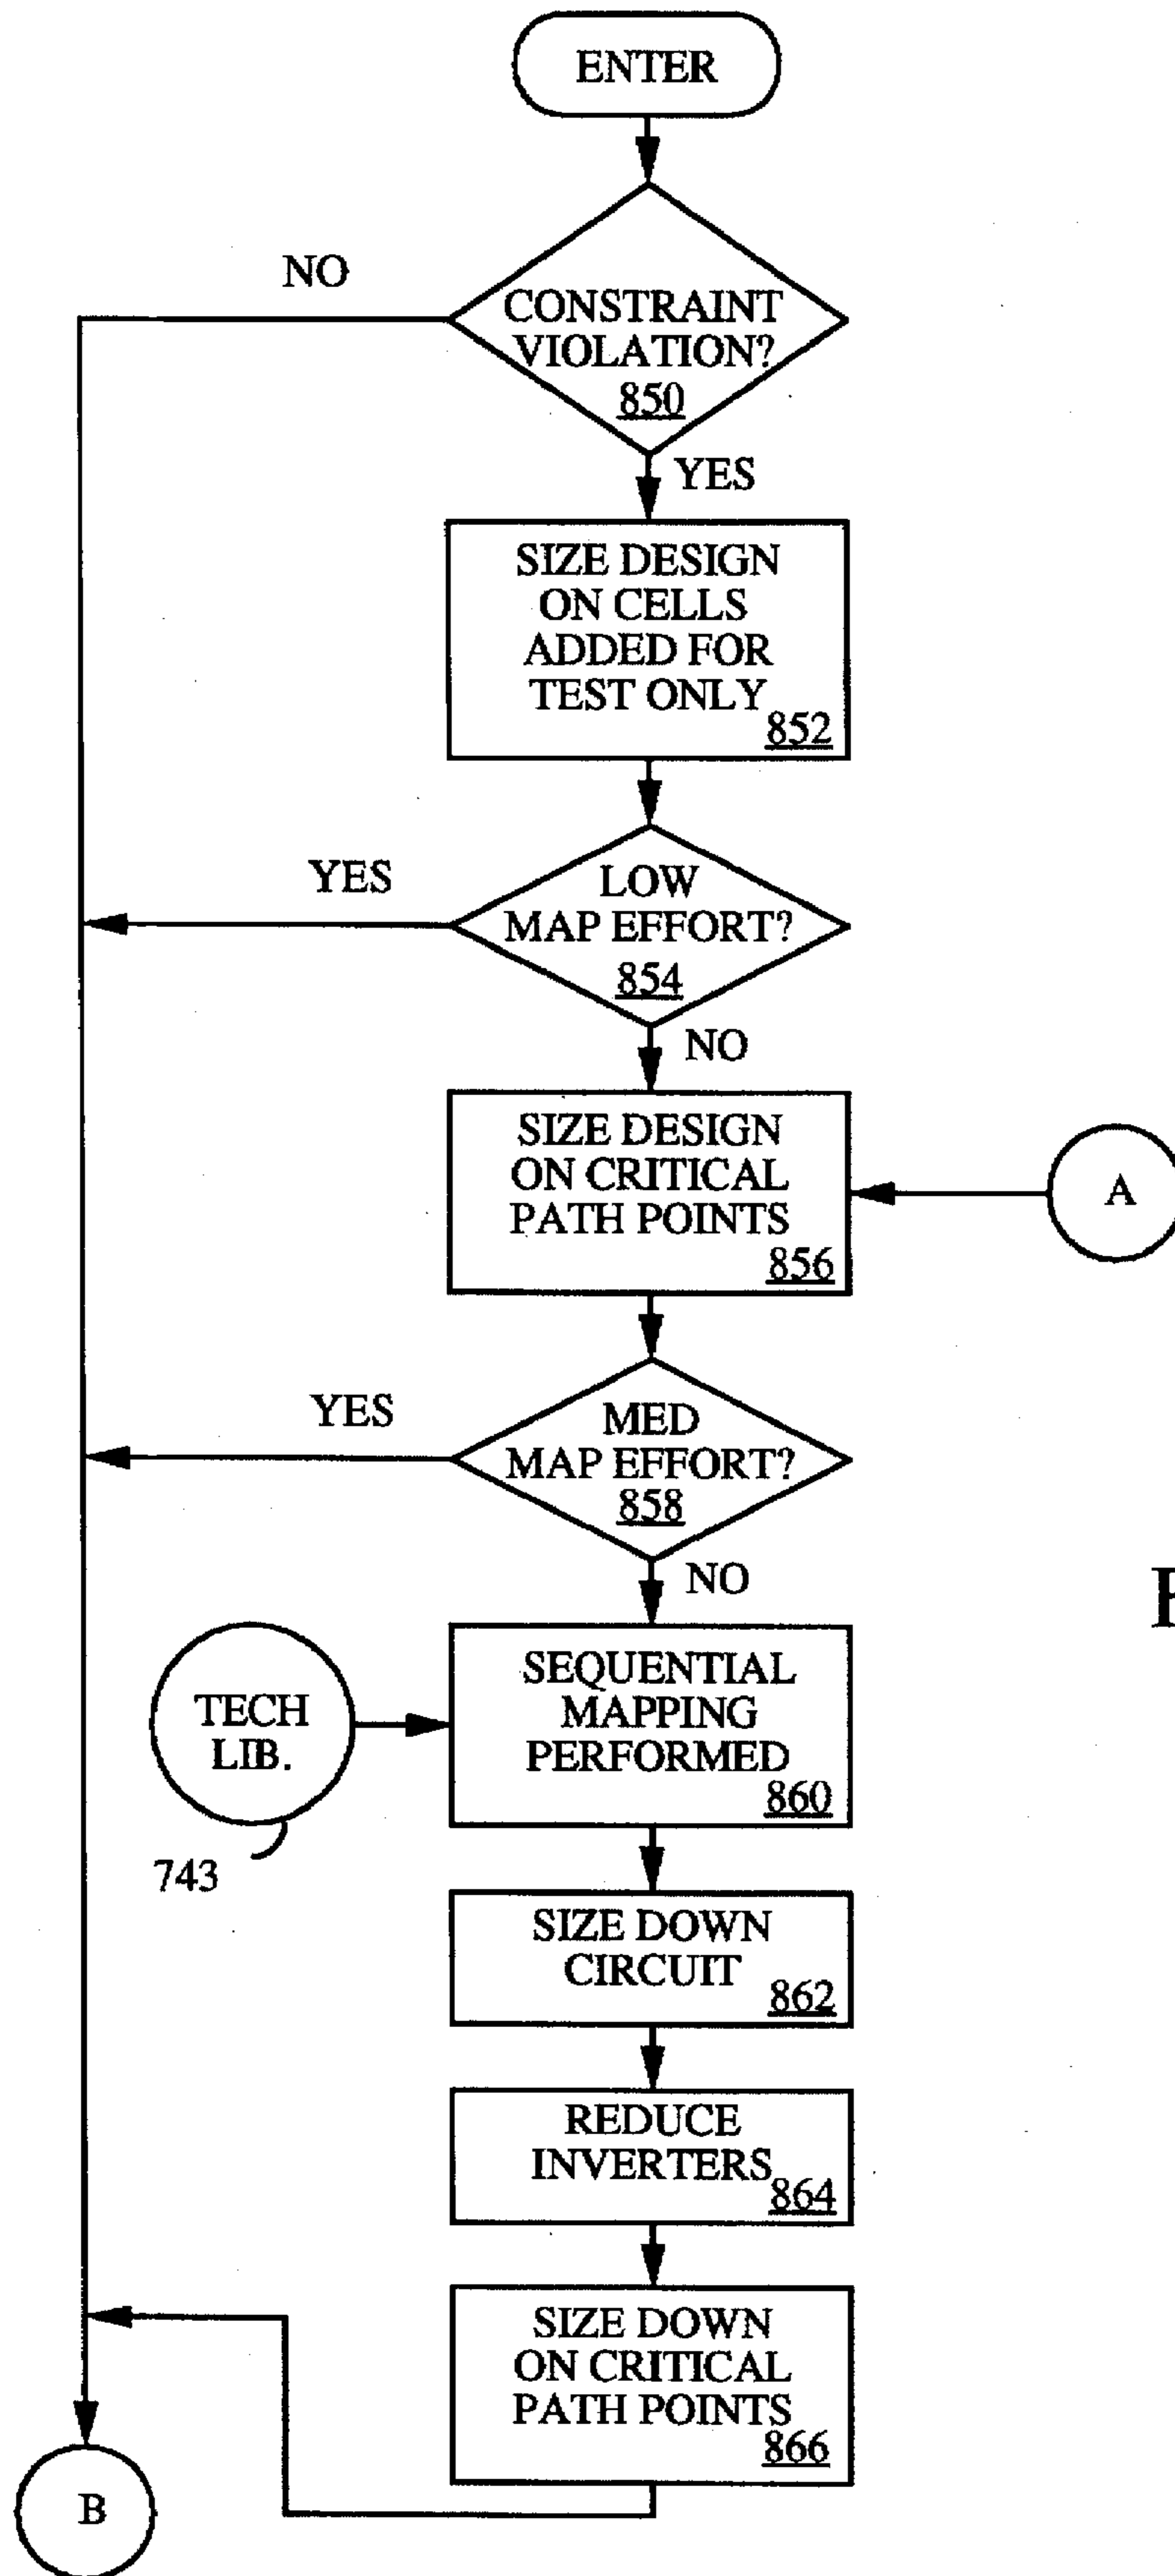 ENTER
NO
CONSTRAINT
VIOLATION?
850
YES
SIZE DESIGN
ON CELLS
ADDED FOR
TEST ONLY
852
YES
LOW
MAP EFFORT?
854
NO
SIZE DESIGN
ON CRITICAL
PATH POINTS
856
A
YES
MED
MAP EFFORT?
858
NO
TECH
LIB.
743
SEQUENTIAL
MAPPING
PERFORMED
860
SIZE DOWN
CIRCUIT
862
REDUCE
INVERTERS
864
SIZE DOWN
ON CRITICAL
PATH POINTS
866
B